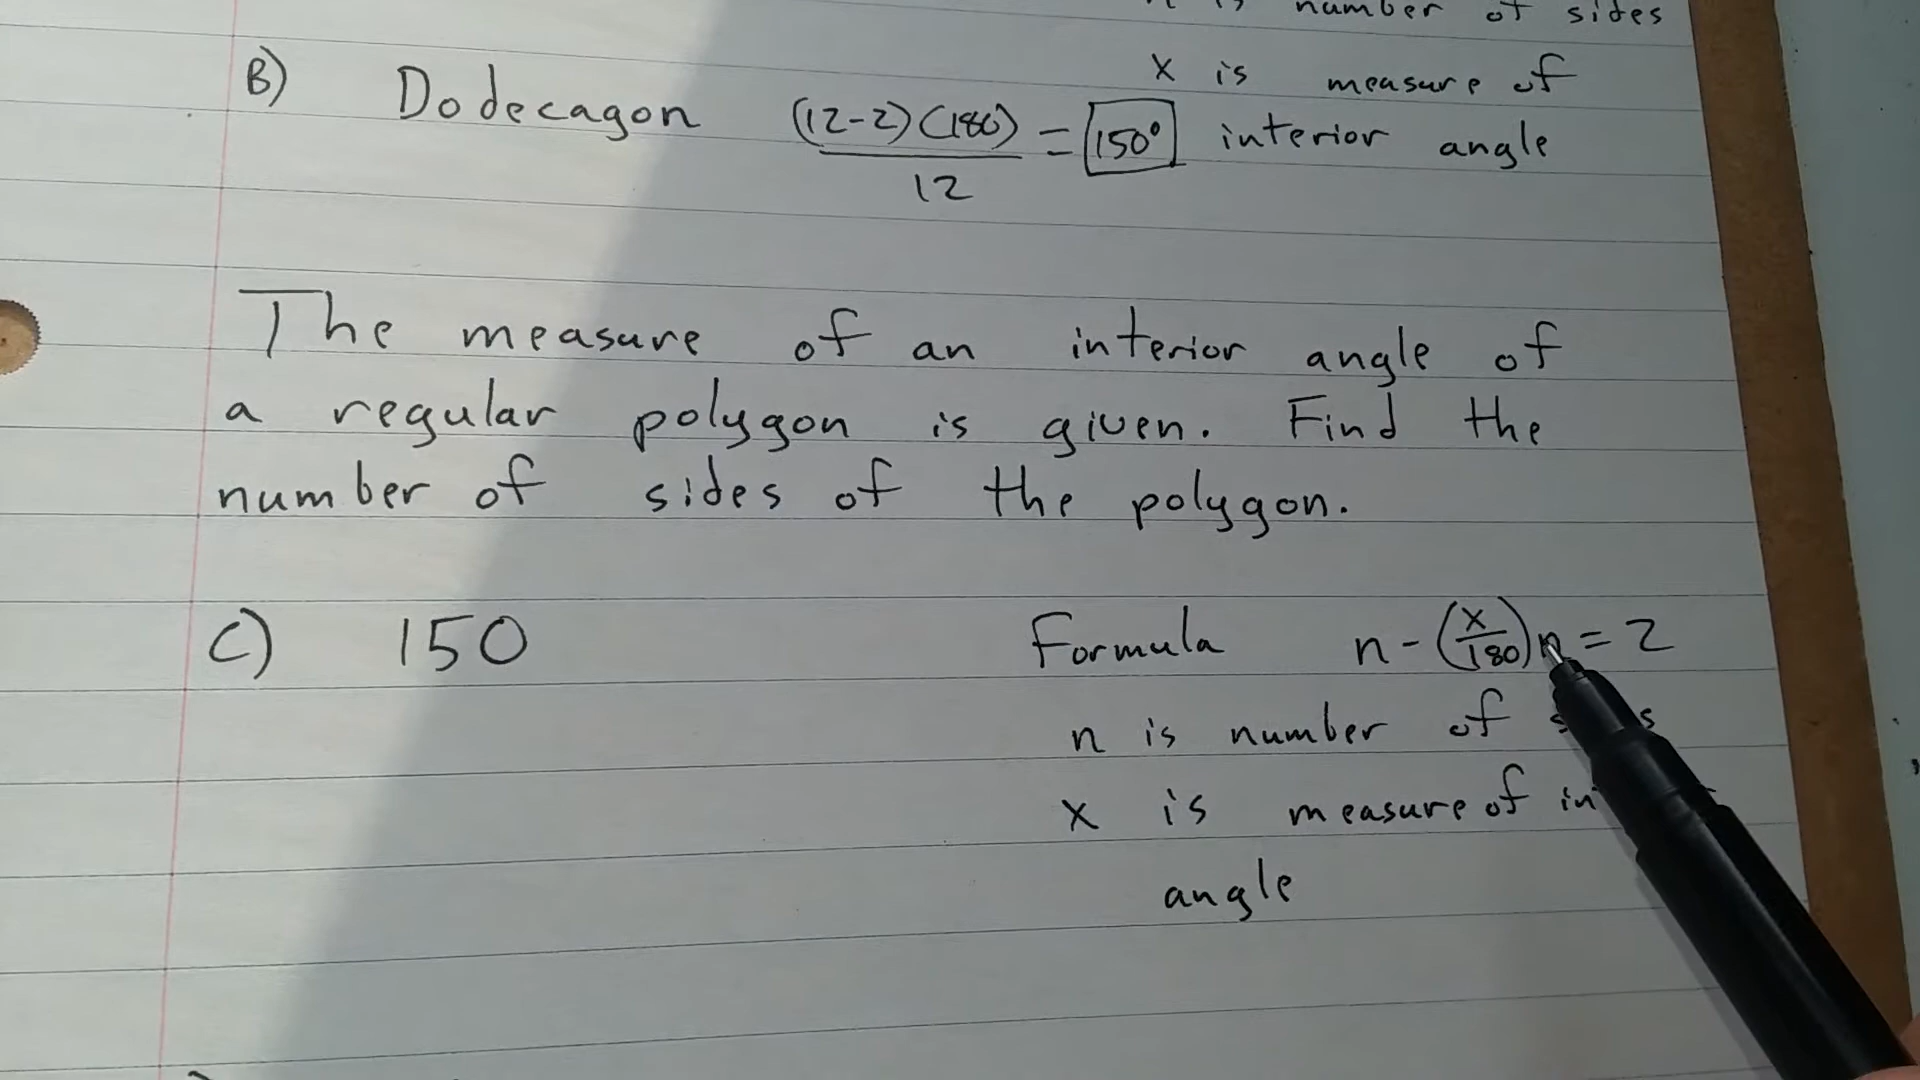 number of sides
B) Dodecagon (12-2)(180)/12 = 150° 
x is measure of
interior angle
The measure of an interior angle of
a regular polygon is given. Find the
number of sides of the polygon.
C) 150 Formula n - (x/180)n = 2
n is number of
x is measure of
angle